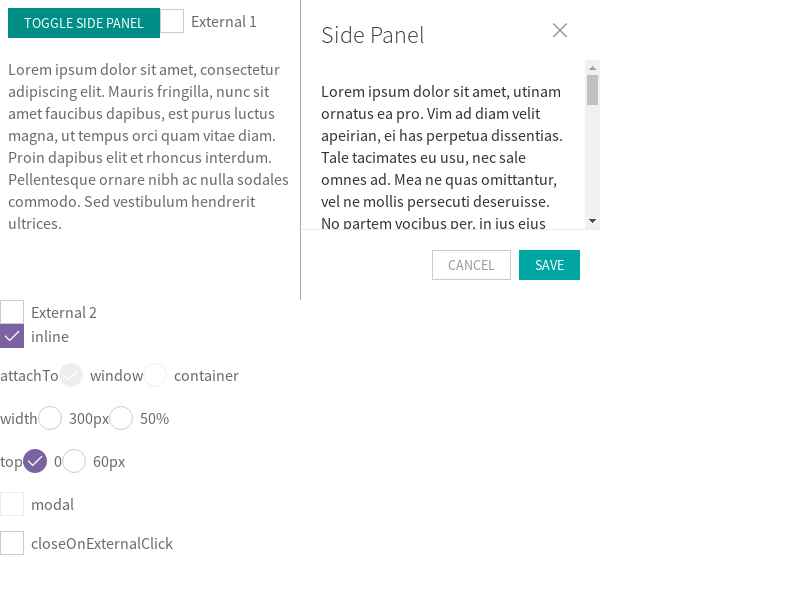 TOGGLE SIDE PANEL
External 1
Lorem ipsum dolor sit amet, consectetur
adipiscing elit. Mauris fringilla, nunc sit
amet faucibus dapibus, est purus luctus
magna, ut tempus orci quam vitae diam.
Proin dapibus elit et rhoncus interdum.
Pellentesque ornare nibh ac nulla sodales
commodo. Sed vestibulum hendrerit
ultrices.
Side Panel
Lorem ipsum dolor sit amet, utinam
ornatus ea pro. Vim ad diam velit
apeirian, ei has perpetua dissentias.
Tale tacimates eu usu, nec sale
omnes ad. Mea ne quas omittantur,
vel ne mollis persecuti deseruisse.
No partem vocibus per, in ius eius
CANCEL
SAVE
External 2
inline
attachTo window container
width 300px 50%
top 0 60px
modal
closeOnExternalClick